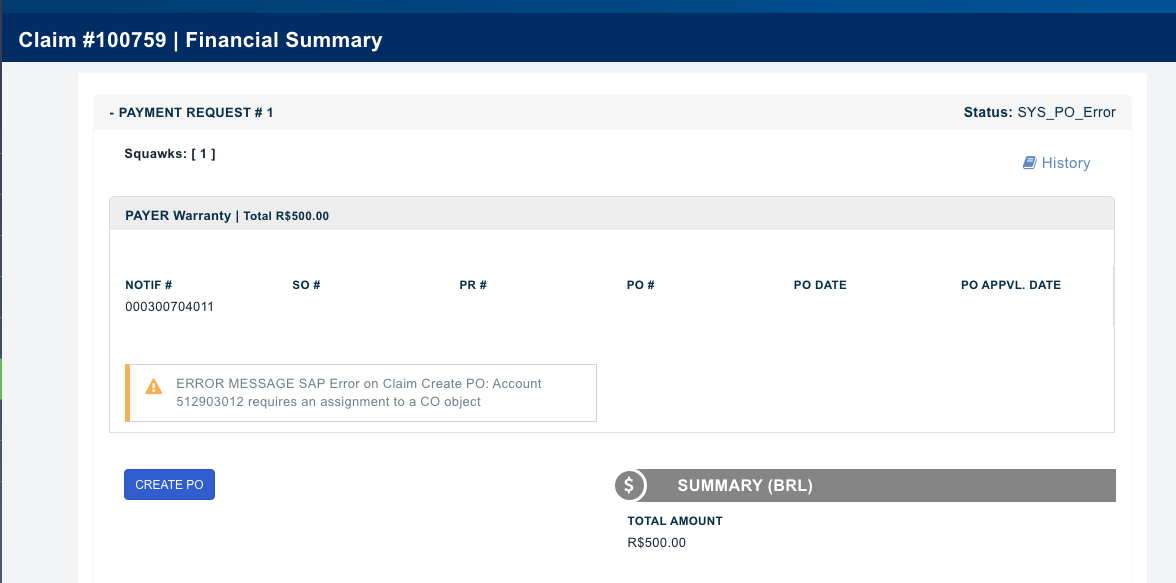 Claim #100759 | Financial Summary
- PAYMENT REQUEST # 1
Status: SYS_PO_Error
Squawks: [ 1 ]
History
PAYER Warranty | Total R$500.00
NOTIF # SO # PR # PO # PO DATE PO APPVL. DATE
000300704011
ERROR MESSAGE SAP Error on Claim Create PO: Account
512903012 requires an assignment to a CO object
CREATE PO
$ SUMMARY (BRL)
TOTAL AMOUNT
R$500.00